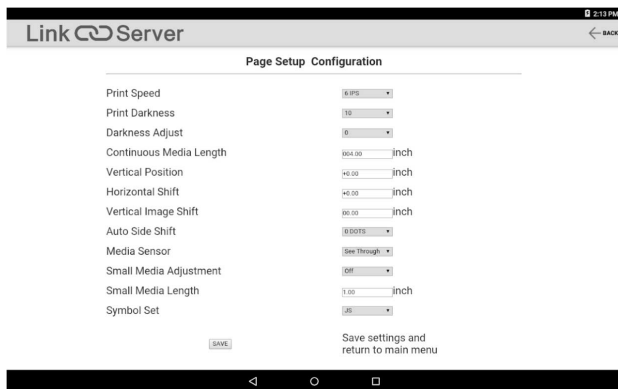 2:13 PM
Link Server
BACK
Page Setup Configuration
Print Speed 6 IPS
Print Darkness 10
Darkness Adjust 0
Continuous Media Length 004.00 inch
Vertical Position +0.00 inch
Horizontal Shift +0.00 inch
Vertical Image Shift 00.00 inch
Auto Side Shift 0 DOTS
Media Sensor See Through
Small Media Adjustment Off
Small Media Length 1.00 inch
Symbol Set JS
SAVE Save settings and
return to main menu